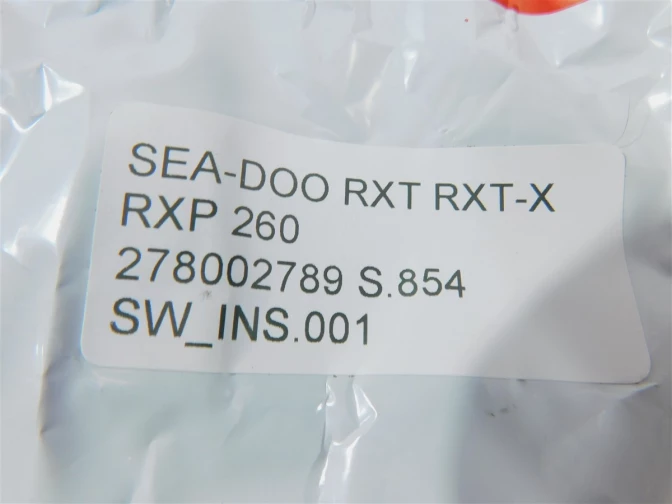 SEA-DOO RXT RXT-X
RXP 260
278002789 S.854
SW_INS.001